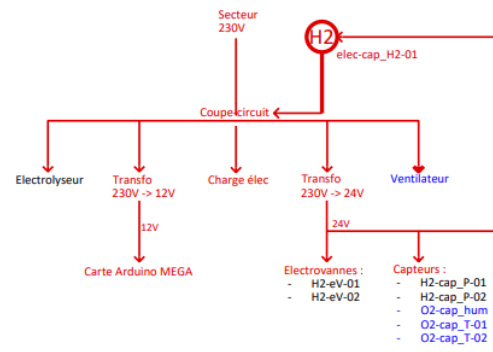 Secteur
230V
H2
elec-cap_H2-01
Coupe circuit
Electrolyseur
Transfo
230V -> 12V
Charge élec
Transfo
230V -> 24V
Ventilateur
12V
24V
Carte Arduino MEGA
Electrovannes :
- H2-eV-01
- H2-eV-02
Capteurs :
- H2-cap_P-01
- H2-cap_P-02
- O2-cap_hum
- O2-cap_T-01
- O2-cap_T-02